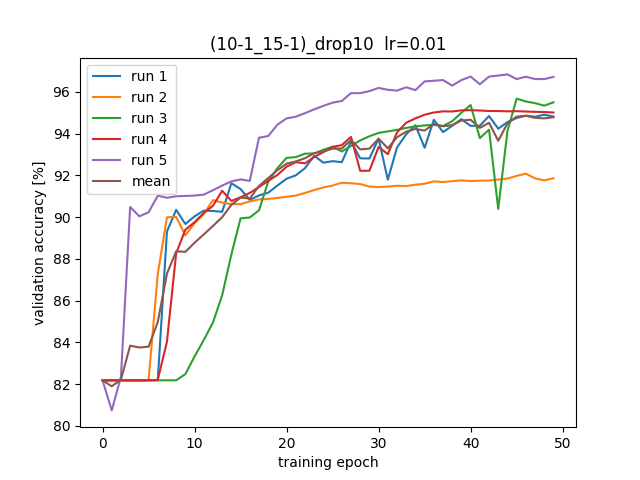 (10-1_15-1)_drop10 lr=0.01
validation accuracy [%]
96
94
92
90
88
86
84
82
80
run 1
run 2
run 3
run 4
run 5
mean
0
10
20
30
40
50
training epoch